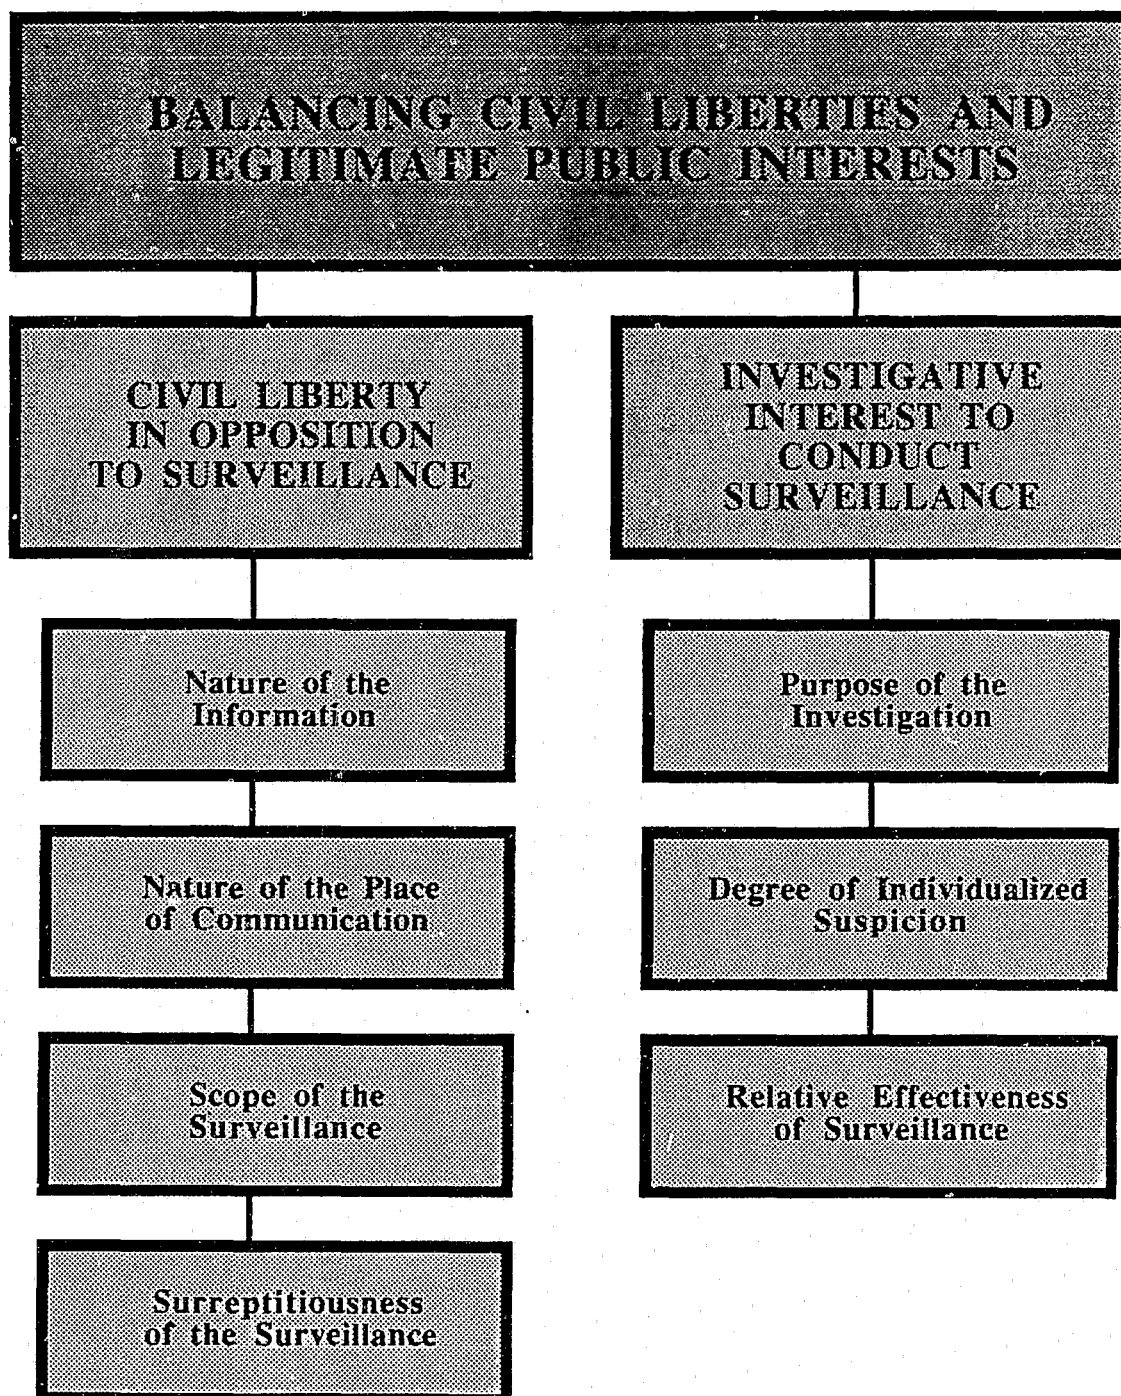 BALANCING CIVIL LIBERTIES AND
LEGITIMATE PUBLIC INTERESTS
CIVIL LIBERTY
IN OPPOSITION
TO SURVEILLANCE
INVESTIGATIVE
INTEREST TO
CONDUCT
SURVEILLANCE
Nature of the
Information
Purpose of the
Investigation
Nature of the Place
of Communication
Degree of Individualized
Suspicion
Scope of the
Surveillance
Relative Effectiveness
of Surveillance
Surreptitiousness
of the Surveillance